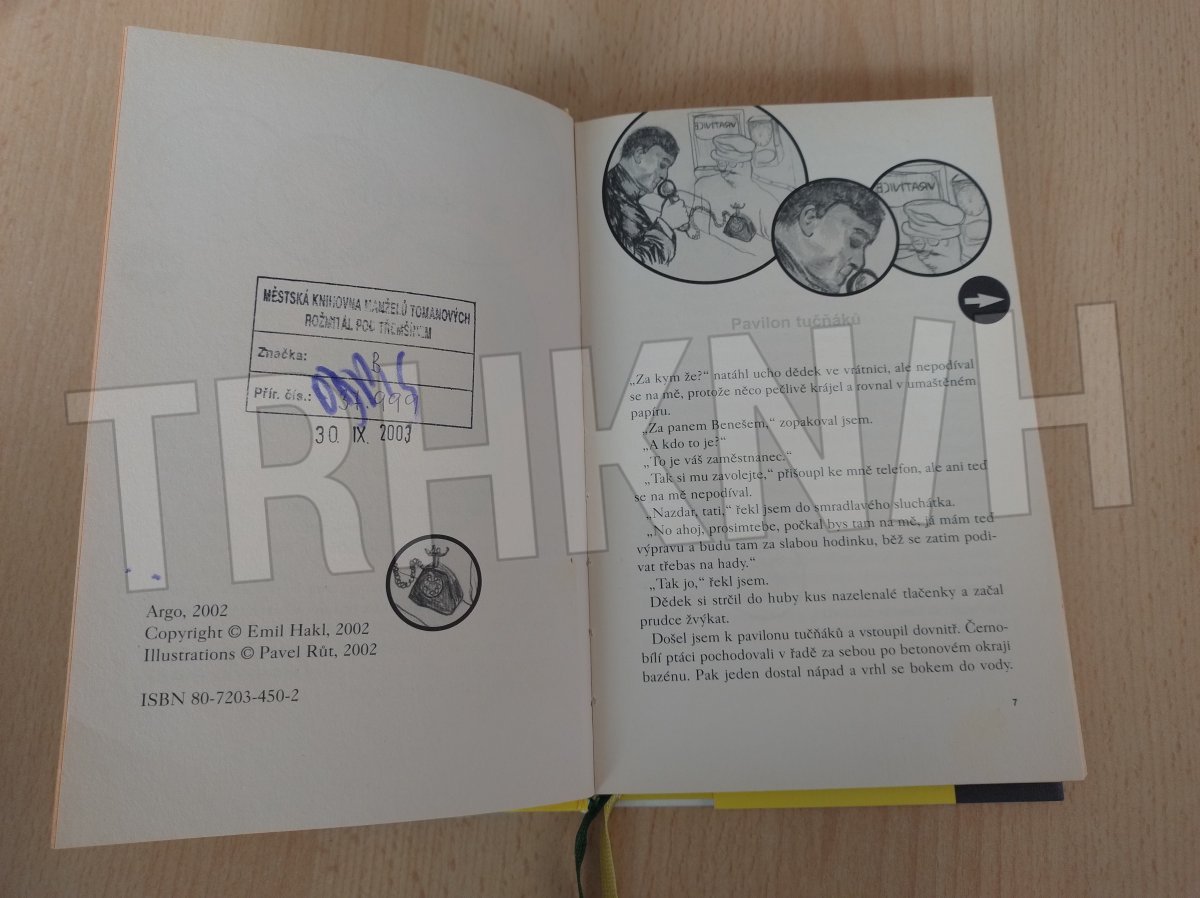 MĚSTSKÁ KNIHOVNA MANŽELŮ TOMANOVÝCH
ROŽMITÁL POD TŘEMŠÍNEM
Značka: B
Přír. čís.: 37.999
30. IX. 2003
Argo, 2002
Copyright © Emil Hakl, 2002
Illustrations © Pavel Růt, 2002
ISBN 80-7203-450-2
VRATNICE
VRATNICE
Pavilon tučňáků
„Za kym že?“ natáhl ucho dědek ve vrátnici, ale nepodíval
se na mě, protože něco pečlivě krájel a rovnal v umaštěném
papíru.
„Za panem Benešem,“ zopakoval jsem.
„A kdo to je?“
„To je váš zaměstnanec.“
„Tak si mu zavolejte,“ přišoupl ke mně telefon, ale ani teď
se na mě nepodíval.
„Nazdar, tati,“ řekl jsem do smradlavého sluchátka.
„No ahoj, prosimtebe, počkal bys tam na mě, já mám teď
výpravu a budu tam za slabou hodinku, běž se zatim podí-
vat třebas na hady.“
„Tak jo,“ řekl jsem.
Dědek si strčil do huby kus nazelenalé tlačenky a začal
prudce žvýkat.
Došel jsem k pavilonu tučňáků a vstoupil dovnitř. Černo-
bílí ptáci pochodovali v řadě za sebou po betonovém okraji
bazénu. Pak jeden dostal nápad a vrhl se bokem do vody.
7
TRHKNIH